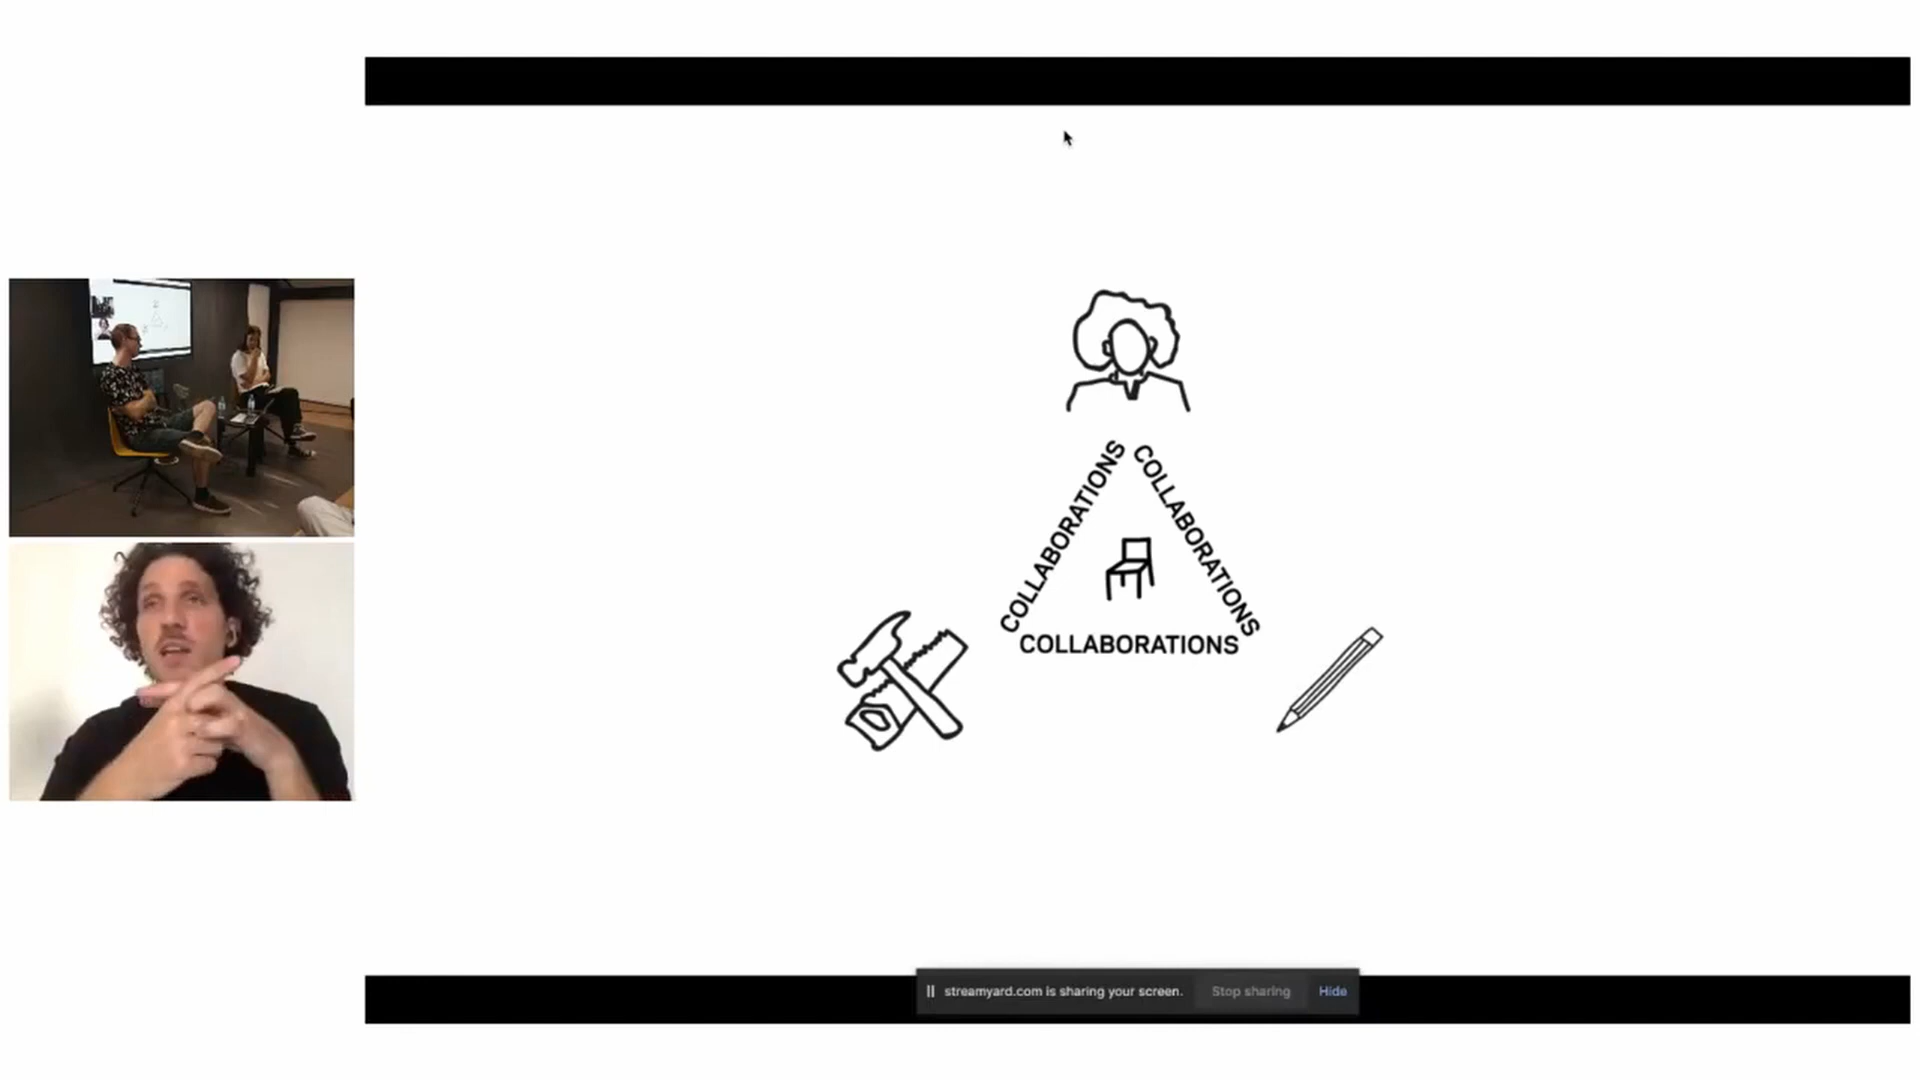 COLLABORATIONS
COLLABORATIONS
COLLABORATIONS
streamyard.com is sharing your screen.
Stop sharing
Hide